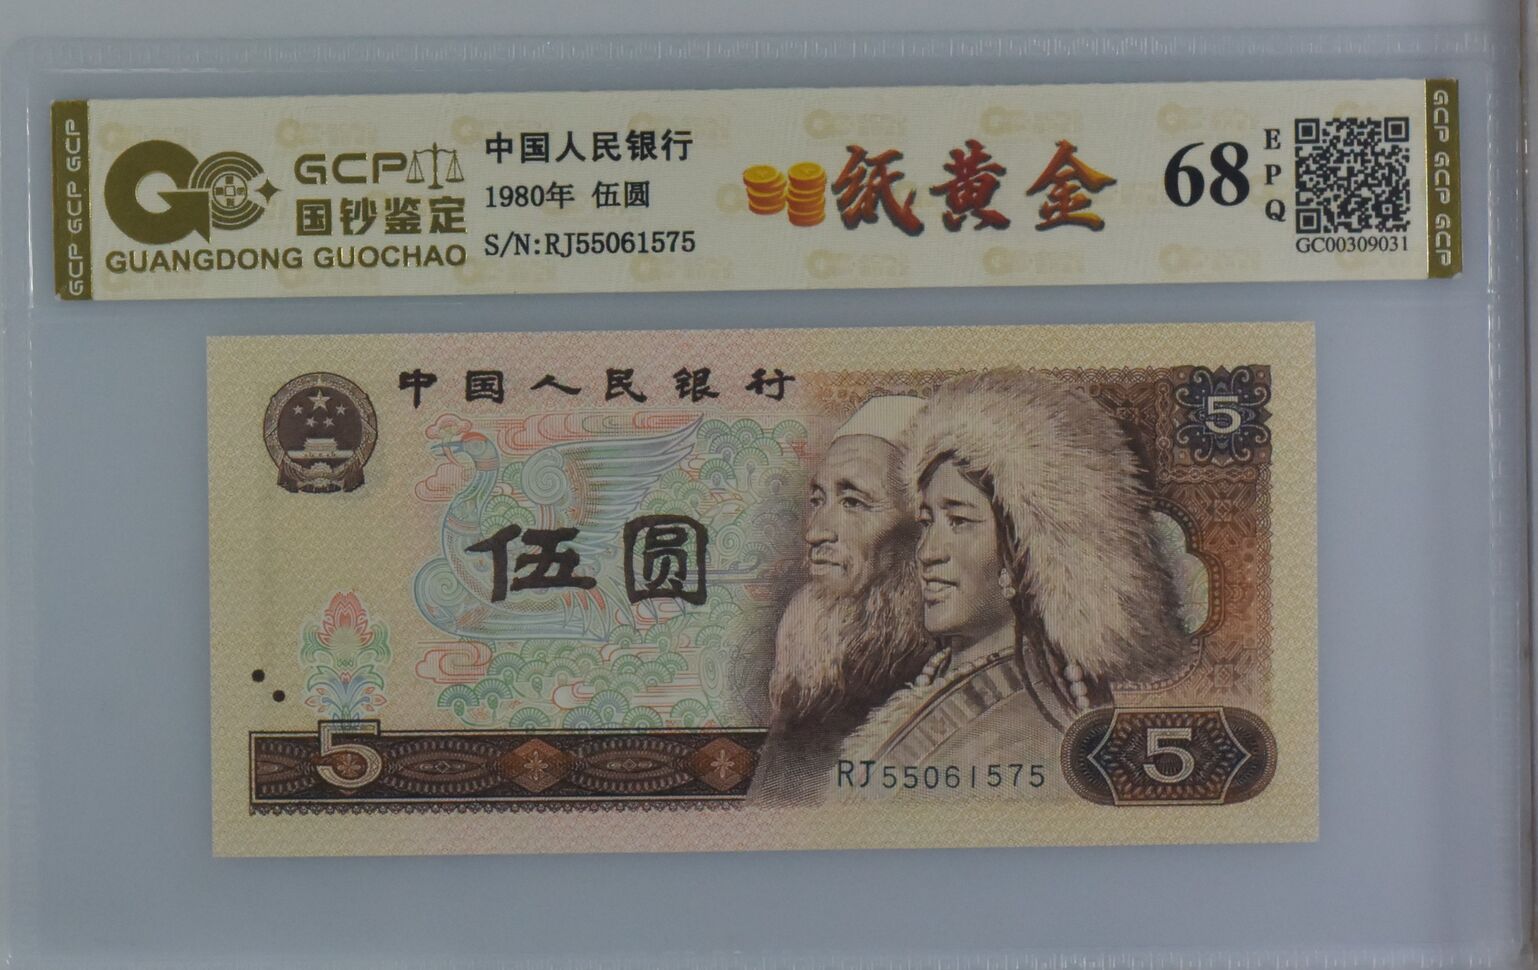 GCP GCP GCP
GCP
国钞鉴定
GUANGDONG GUOCHAO
中国人民银行
1980年 伍圆
S/N:RJ55061575
纸黄金
68
EPQ
GC00309031
GCP GCP GCP
中国人民银行
5
伍圆
5
RJ55061575
5